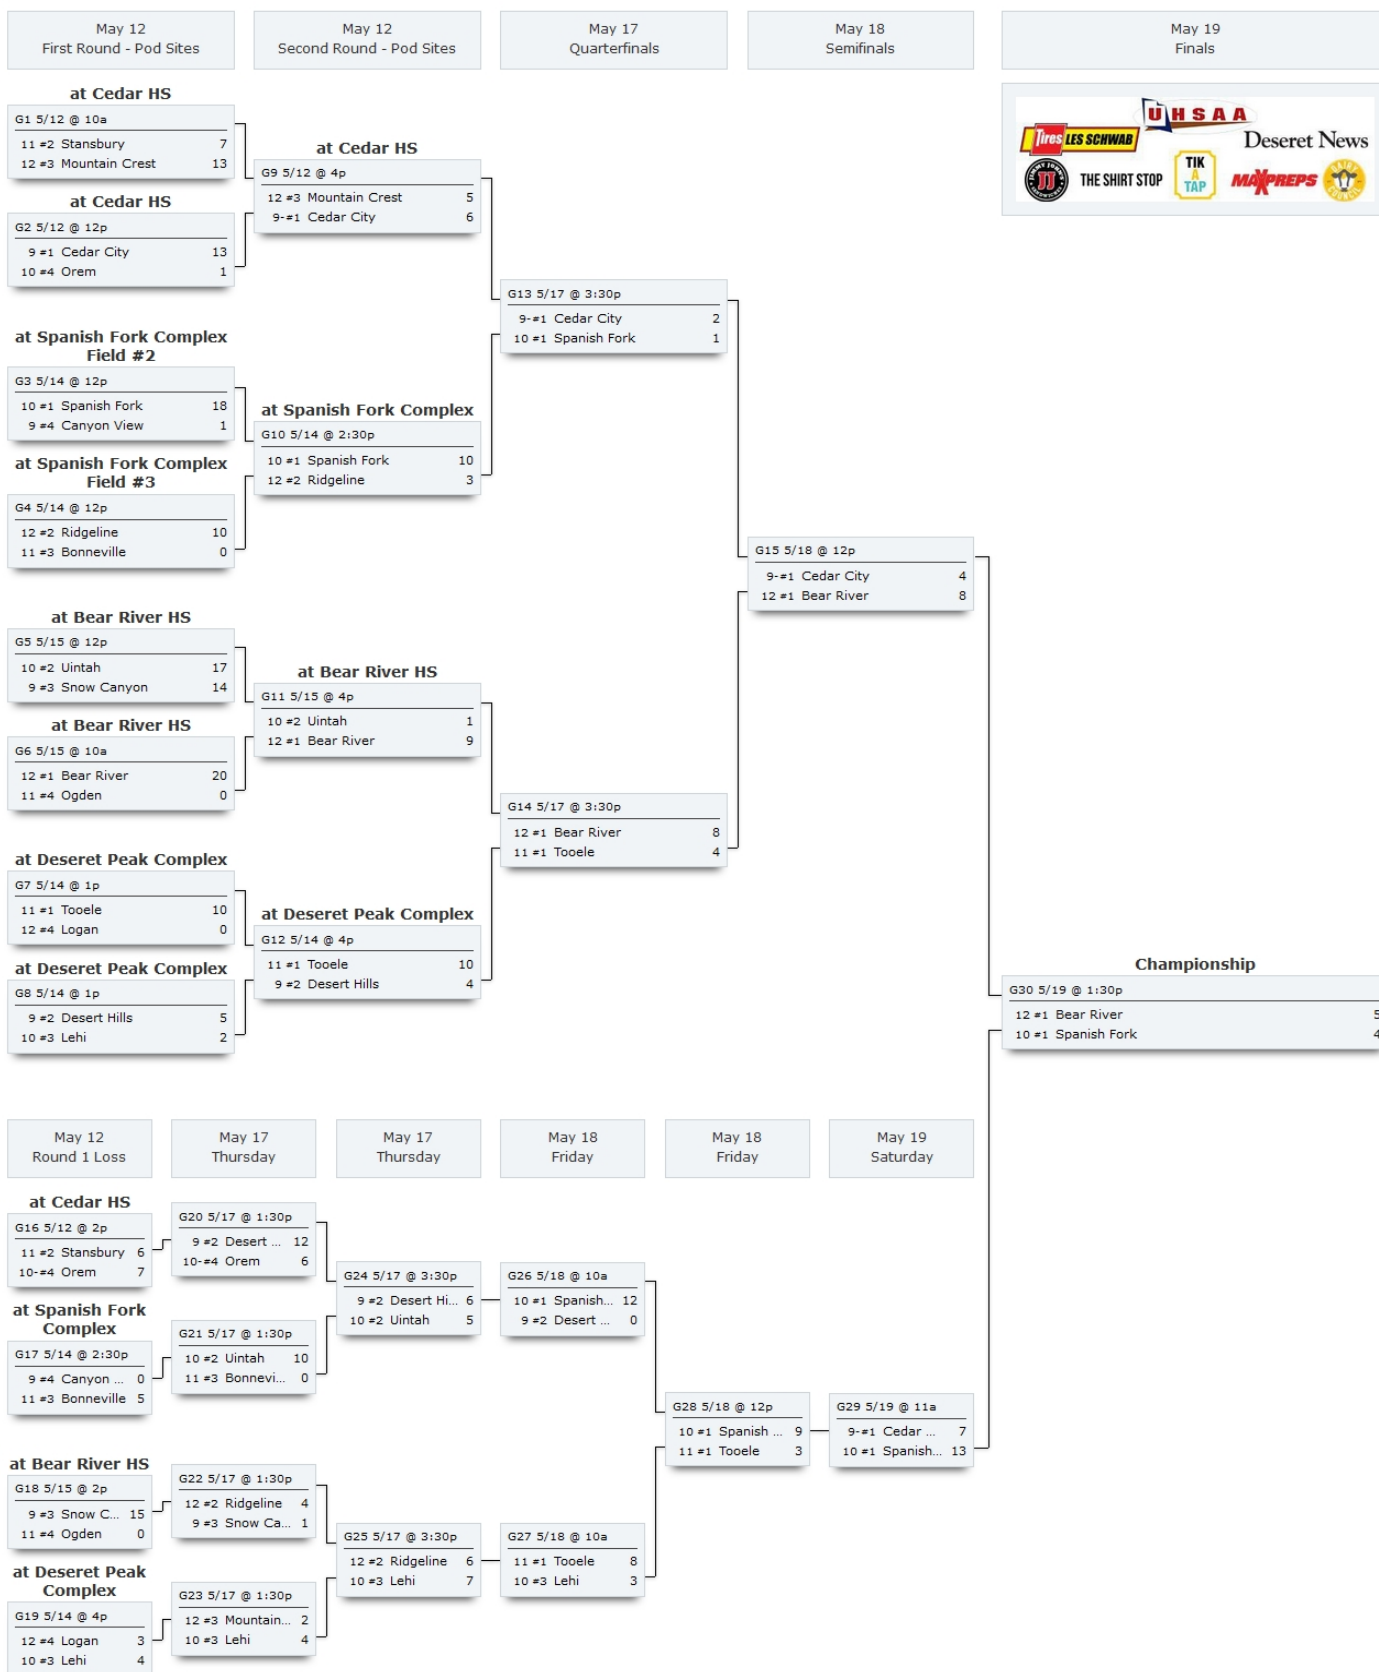 May 12
First Round - Pod Sites
May 12
Second Round - Pod Sites
May 17
Quarterfinals
May 18
Semifinals
May 19
Finals
UHSAA
Tires LES SCHWAB
Deseret News
JJ
THE SHIRT STOP
TIK A TAP
MAXPREPS
at Cedar HS
G1 5/12 @ 10a
11 #2 Stansbury 7
12 #3 Mountain Crest 13
at Cedar HS
G2 5/12 @ 12p
9 #1 Cedar City 13
10 #4 Orem 1
at Cedar HS
G9 5/12 @ 4p
12 #3 Mountain Crest 5
9-#1 Cedar City 6
G13 5/17 @ 3:30p
9-#1 Cedar City 2
10 #1 Spanish Fork 1
at Spanish Fork Complex
Field #2
G3 5/14 @ 12p
10 #1 Spanish Fork 18
9 #4 Canyon View 1
at Spanish Fork Complex
Field #3
G4 5/14 @ 12p
12 #2 Ridgeline 10
11 #3 Bonneville 0
at Spanish Fork Complex
G10 5/14 @ 2:30p
10 #1 Spanish Fork 10
12 #2 Ridgeline 3
G15 5/18 @ 12p
9-#1 Cedar City 4
12 #1 Bear River 8
at Bear River HS
G5 5/15 @ 12p
10 #2 Uintah 17
9 #3 Snow Canyon 14
at Bear River HS
G6 5/15 @ 10a
12 #1 Bear River 20
11 #4 Ogden 0
at Bear River HS
G11 5/15 @ 4p
10 #2 Uintah 1
12 #1 Bear River 9
G14 5/17 @ 3:30p
12 #1 Bear River 8
11 #1 Tooele 4
at Deseret Peak Complex
G7 5/14 @ 1p
11 #1 Tooele 10
12 #4 Logan 0
at Deseret Peak Complex
G8 5/14 @ 1p
9 #2 Desert Hills 5
10 #3 Lehi 2
at Deseret Peak Complex
G12 5/14 @ 4p
11 #1 Tooele 10
9 #2 Desert Hills 4
Championship
G30 5/19 @ 1:30p
12 #1 Bear River 5
10 #1 Spanish Fork 4
May 12
Round 1 Loss
May 17
Thursday
May 17
Thursday
May 18
Friday
May 18
Friday
May 19
Saturday
at Cedar HS
G16 5/12 @ 2p
11 #2 Stansbury 6
10-#4 Orem 7
G20 5/17 @ 1:30p
9 #2 Desert ... 12
10-#4 Orem 6
at Spanish Fork
Complex
G17 5/14 @ 2:30p
9 #4 Canyon ... 0
11 #3 Bonneville 5
G21 5/17 @ 1:30p
10 #2 Uintah 10
11 #3 Bonnevi... 0
G24 5/17 @ 3:30p
9 #2 Desert Hi... 6
10 #2 Uintah 5
G26 5/18 @ 10a
10 #1 Spanish... 12
9 #2 Desert ... 0
G28 5/18 @ 12p
10 #1 Spanish ... 9
11 #1 Tooele 3
G29 5/19 @ 11a
9-#1 Cedar ... 7
10 #1 Spanish... 13
at Bear River HS
G18 5/15 @ 2p
9 #3 Snow C... 15
11 #4 Ogden 0
G22 5/17 @ 1:30p
12 #2 Ridgeline 4
9 #3 Snow Ca... 1
at Deseret Peak
Complex
G19 5/14 @ 4p
12 #4 Logan 3
10 #3 Lehi 4
G23 5/17 @ 1:30p
12 #3 Mountain... 2
10 #3 Lehi 4
G25 5/17 @ 3:30p
12 #2 Ridgeline 6
10 #3 Lehi 7
G27 5/18 @ 10a
11 #1 Tooele 8
10 #3 Lehi 3